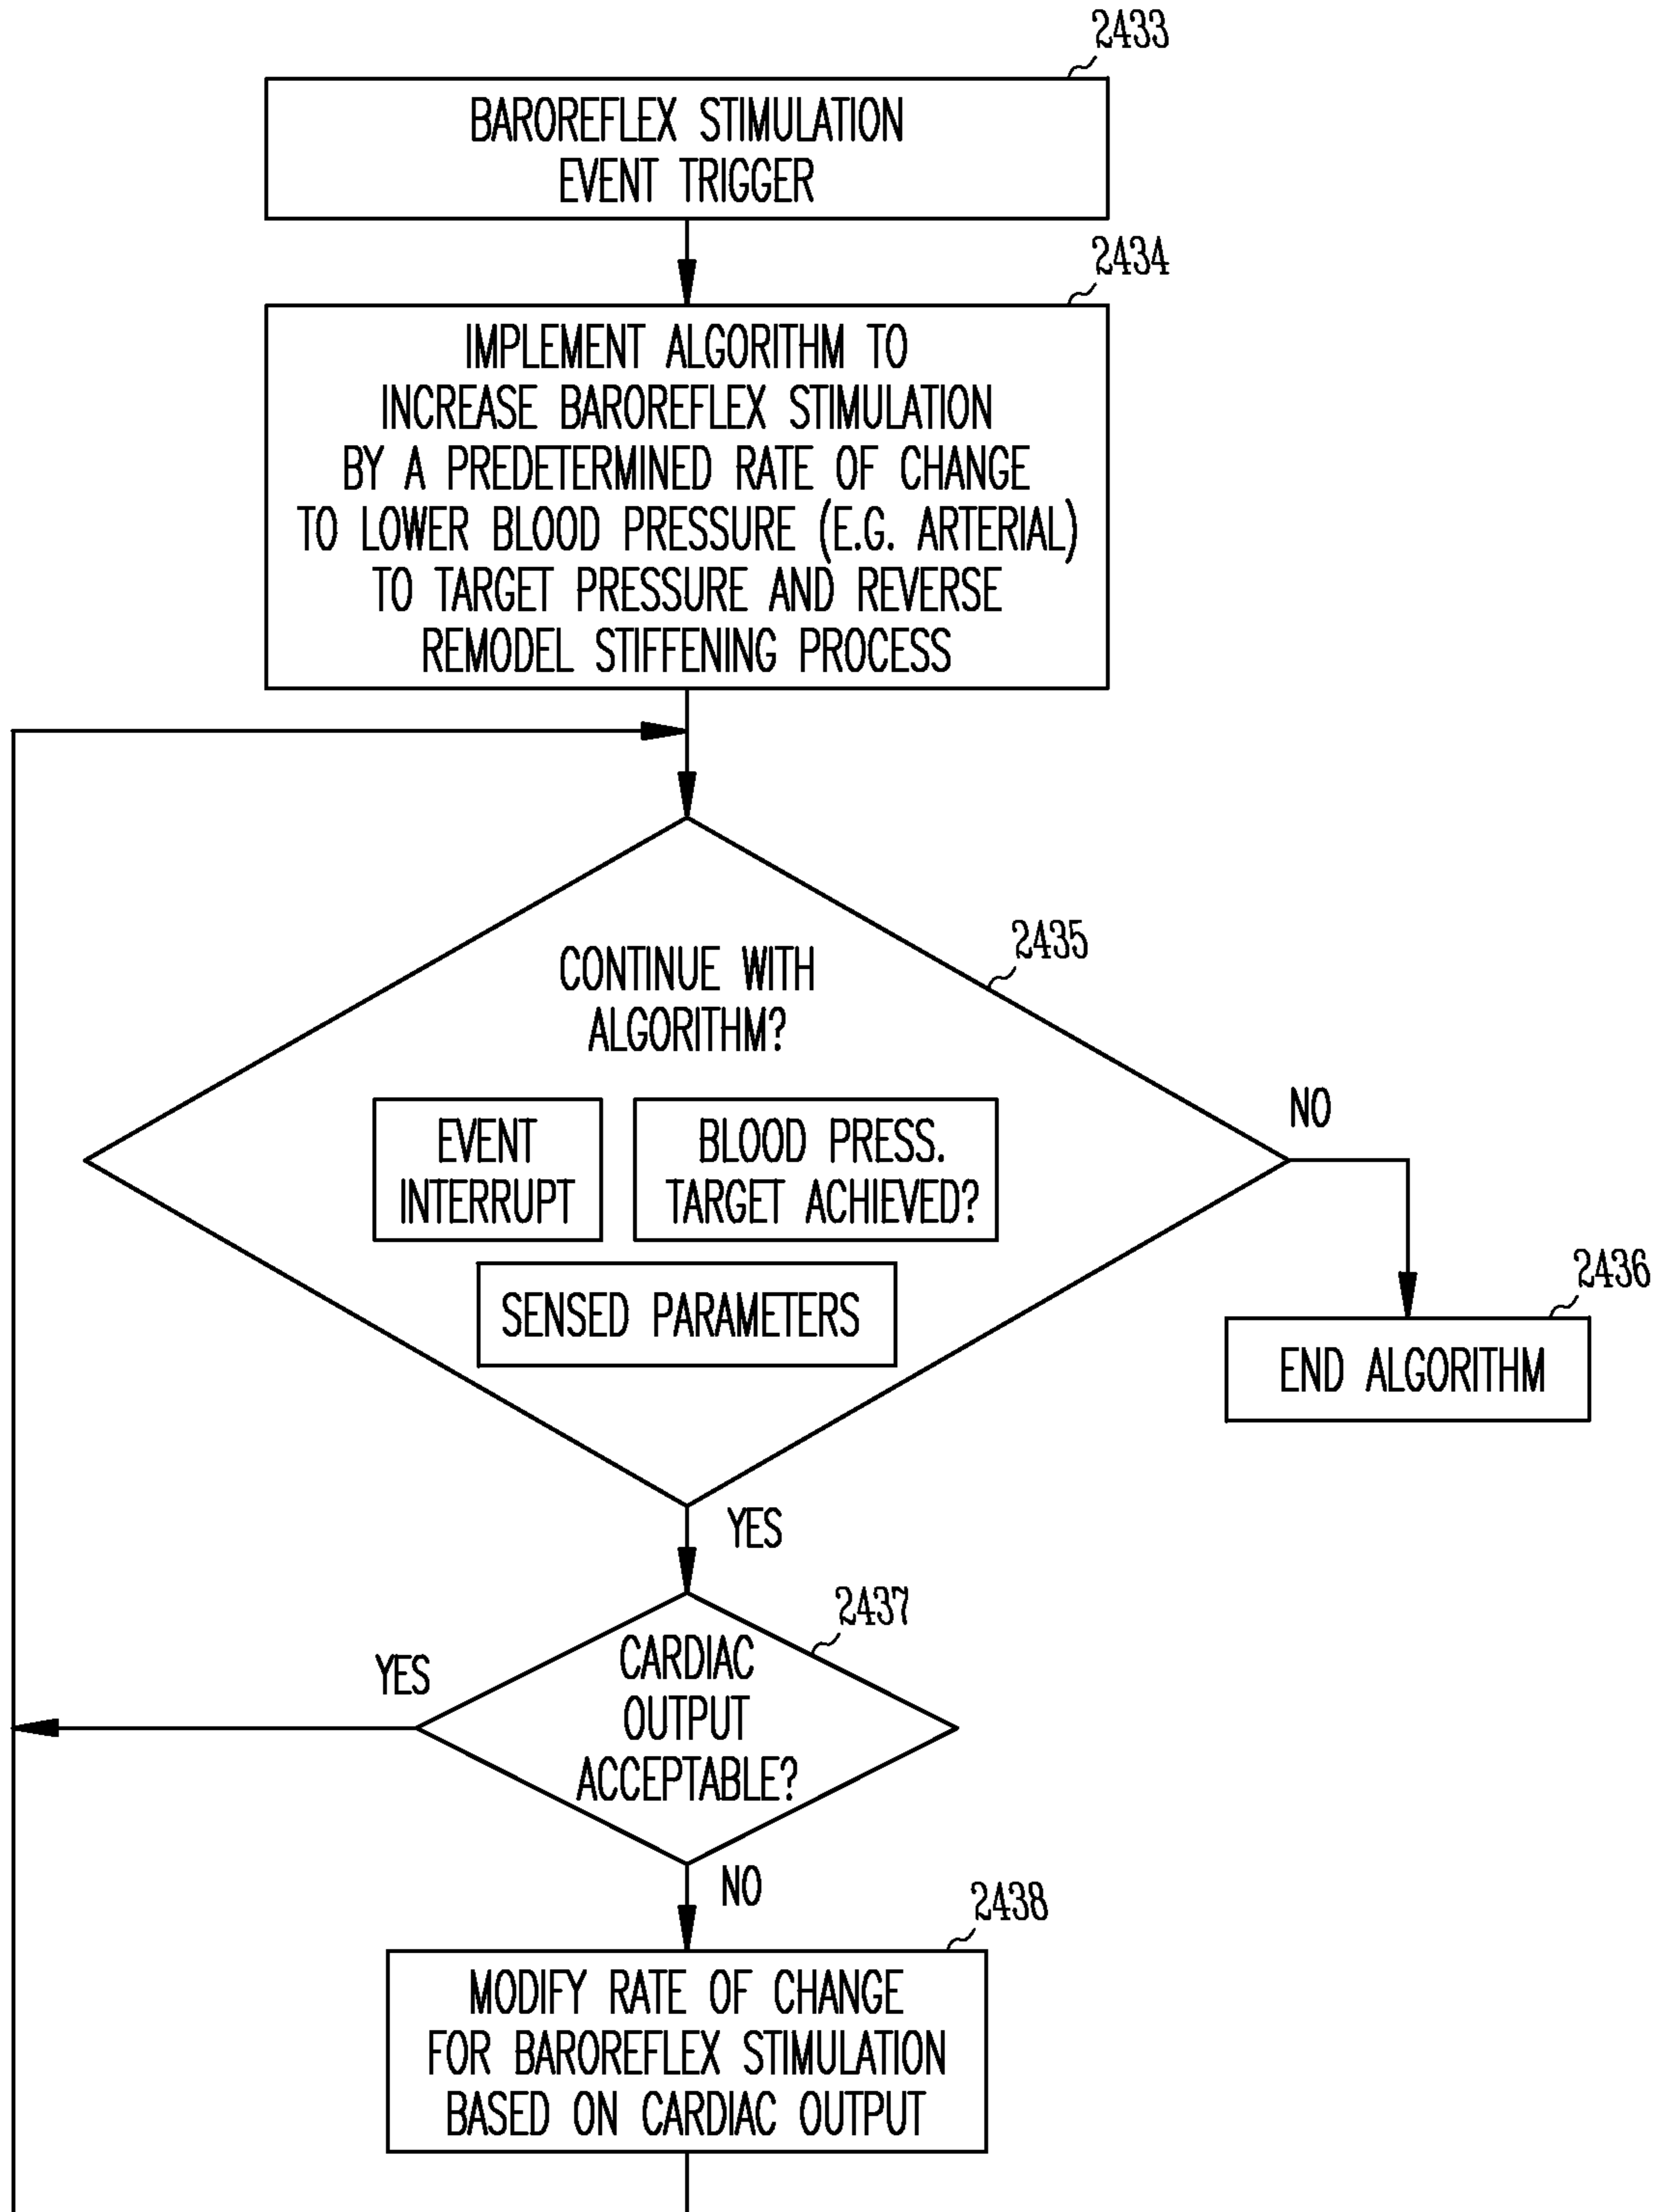 2433
BAROREFLEX STIMULATION
EVENT TRIGGER
2434
IMPLEMENT ALGORITHM TO
INCREASE BAROREFLEX STIMULATION
BY A PREDETERMINED RATE OF CHANGE
TO LOWER BLOOD PRESSURE (E.G. ARTERIAL)
TO TARGET PRESSURE AND REVERSE
REMODEL STIFFENING PROCESS
2435
CONTINUE WITH
ALGORITHM?
NO
EVENT
INTERRUPT
BLOOD PRESS.
TARGET ACHIEVED?
SENSED PARAMETERS
2436
END ALGORITHM
YES
2437
CARDIAC
OUTPUT
ACCEPTABLE?
YES
NO
2438
MODIFY RATE OF CHANGE
FOR BAROREFLEX STIMULATION
BASED ON CARDIAC OUTPUT